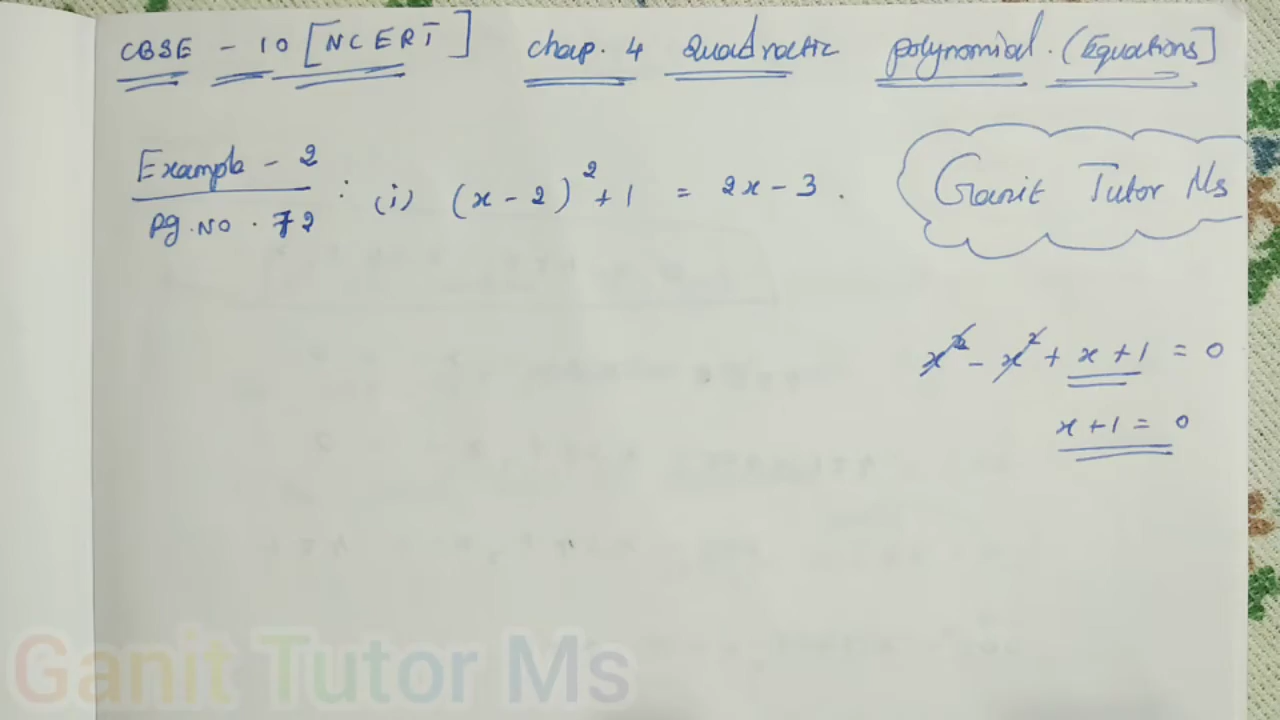 CBSE - 10 [NCERT] chap. 4 Quadractic polynomial. (Equations]
Example - 2
Pg.No. 72 : (i) (x - 2)² + 1 = 2x - 3.
Ganit Tutor Ms
x² - x² + x + 1 = 0
x + 1 = 0
Ganit Tutor Ms